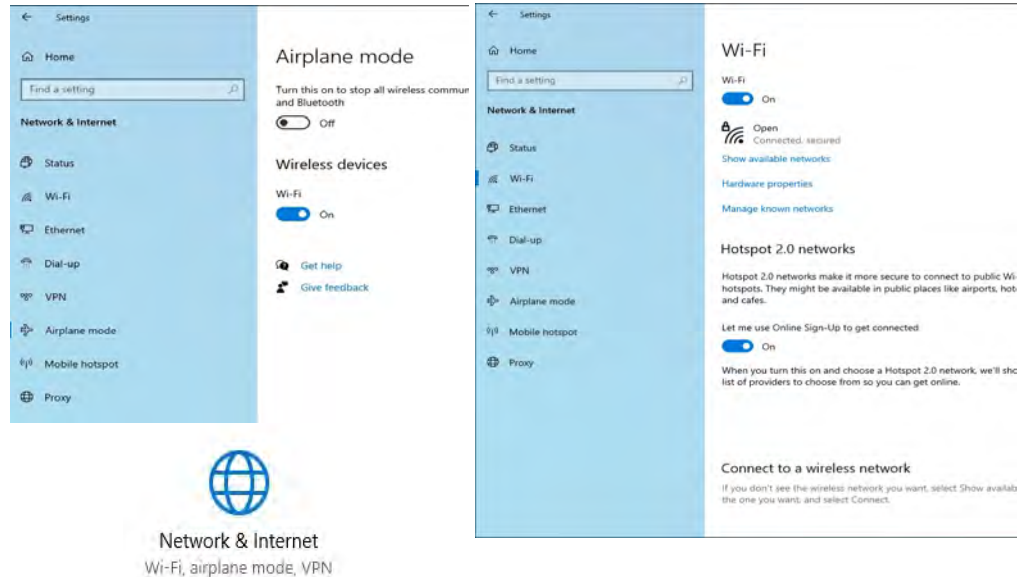 Settings
Home
Find a setting
Network & Internet
Status
Wi-Fi
Ethernet
Dial-up
VPN
Airplane mode
Mobile hotspot
Proxy
Airplane mode
Turn this on to stop all wireless
and Bluetooth
Off
Wireless devices
Wi-Fi
On
Get help
Give feedback
Settings
Home
Find a setting
Network & Internet
Status
Wi-Fi
Ethernet
Dial-up
VPN
Airplane mode
Mobile hotspot
Proxy
Wi-Fi
Wi-Fi
On
Open
Connected, secured
Show available networks
Hardware properties
Manage known networks
Hotspot 2.0 networks
Hotspot 2.0 networks make it more secure to connect to public
hotspots. They might be available in public places like airports,
and cafes.
Let me use Online Sign-Up to get connected
On
When you turn this on and choose a Hotspot 2.0 network, we'll
list of providers to choose from so you can get online.
Connect to a wireless network
If you don't see the wireless network you want, select Show
the one you want, and select Connect.
Network & Internet
Wi-Fi, airplane mode, VPN